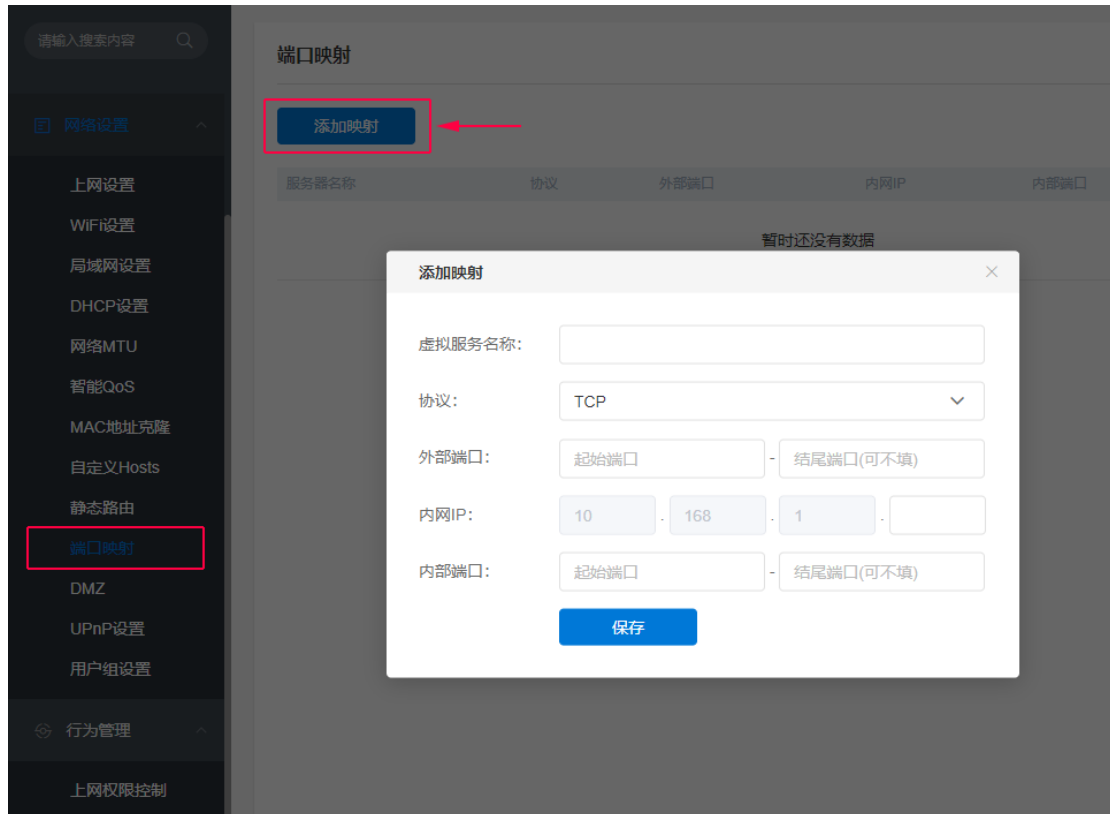 请输入搜索内容
网络设置
上网设置
WiFi设置
局域网设置
DHCP设置
网络MTU
智能QoS
MAC地址克隆
自定义Hosts
静态路由
端口映射
DMZ
UPnP设置
用户组设置
行为管理
上网权限控制
端口映射
添加映射
服务器名称 协议 外部端口 内网IP 内部端口
暂时还没有数据
添加映射
虚拟服务名称：
协议： TCP
外部端口： 起始端口 - 结尾端口(可不填)
内网IP： 10 . 168 . 1 .
内部端口： 起始端口 - 结尾端口(可不填)
保存